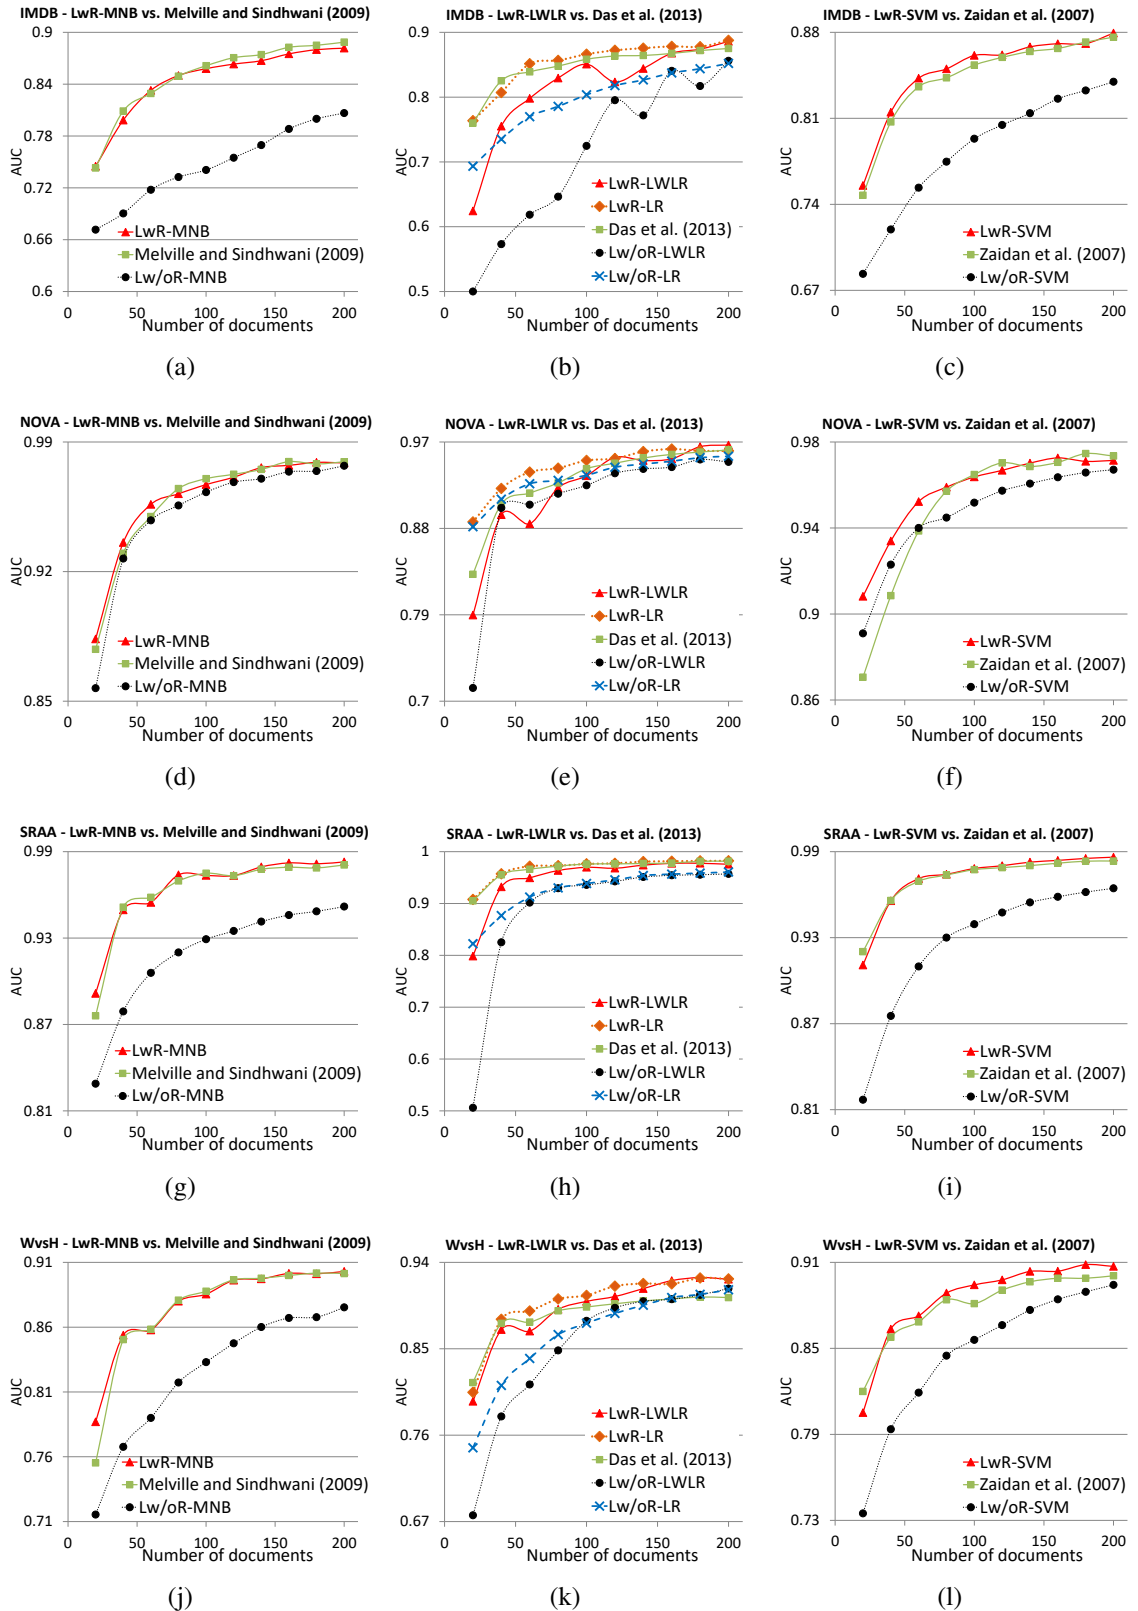 IMDB - LwR-MNB vs. Melville and Sindhwani (2009)
0.9
0.84
0.78
0.72
0.66
0.6
AUC
LwR-MNB
Melville and Sindhwani (2009)
Lw/oR-MNB
0 50 100 150 200
Number of documents
(a)
IMDB - LwR-LWLR vs. Das et al. (2013)
0.9
0.8
0.7
0.6
0.5
AUC
LwR-LWLR
LwR-LR
Das et al. (2013)
Lw/oR-LWLR
Lw/oR-LR
0 50 100 150 200
Number of documents
(b)
IMDB - LwR-SVM vs. Zaidan et al. (2007)
0.88
0.81
0.74
0.67
AUC
LwR-SVM
Zaidan et al. (2007)
Lw/oR-SVM
0 50 100 150 200
Number of documents
(c)
NOVA - LwR-MNB vs. Melville and Sindhwani (2009)
0.99
0.92
0.85
AUC
LwR-MNB
Melville and Sindhwani (2009)
Lw/oR-MNB
0 50 100 150 200
Number of documents
(d)
NOVA - LwR-LWLR vs. Das et al. (2013)
0.97
0.88
0.79
0.7
AUC
LwR-LWLR
LwR-LR
Das et al. (2013)
Lw/oR-LWLR
Lw/oR-LR
0 50 100 150 200
Number of documents
(e)
NOVA - LwR-SVM vs. Zaidan et al. (2007)
0.98
0.94
0.9
0.86
AUC
LwR-SVM
Zaidan et al. (2007)
Lw/oR-SVM
0 50 100 150 200
Number of documents
(f)
SRAA - LwR-MNB vs. Melville and Sindhwani (2009)
0.99
0.93
0.87
0.81
AUC
LwR-MNB
Melville and Sindhwani (2009)
Lw/oR-MNB
0 50 100 150 200
Number of documents
(g)
SRAA - LwR-LWLR vs. Das et al. (2013)
1
0.9
0.8
0.7
0.6
0.5
AUC
LwR-LWLR
LwR-LR
Das et al. (2013)
Lw/oR-LWLR
Lw/oR-LR
0 50 100 150 200
Number of documents
(h)
SRAA - LwR-SVM vs. Zaidan et al. (2007)
0.99
0.93
0.87
0.81
AUC
LwR-SVM
Zaidan et al. (2007)
Lw/oR-SVM
0 50 100 150 200
Number of documents
(i)
WvsH - LwR-MNB vs. Melville and Sindhwani (2009)
0.91
0.86
0.81
0.76
0.71
AUC
LwR-MNB
Melville and Sindhwani (2009)
Lw/oR-MNB
0 50 100 150 200
Number of documents
(j)
WvsH - LwR-LWLR vs. Das et al. (2013)
0.94
0.85
0.76
0.67
AUC
LwR-LWLR
LwR-LR
Das et al. (2013)
Lw/oR-LWLR
Lw/oR-LR
0 50 100 150 200
Number of documents
(k)
WvsH - LwR-SVM vs. Zaidan et al. (2007)
0.91
0.85
0.79
0.73
AUC
LwR-SVM
Zaidan et al. (2007)
Lw/oR-SVM
0 50 100 150 200
Number of documents
(l)